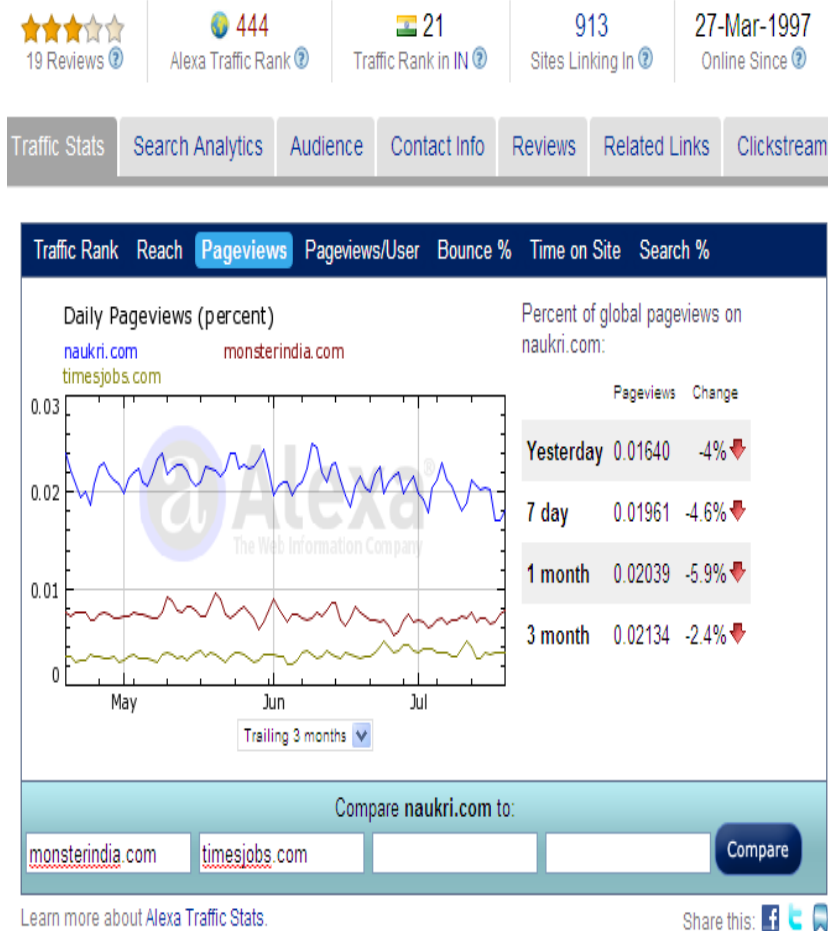 444 21 913 27-Mar-1997
19 Reviews Alexa Traffic Rank Traffic Rank in IN Sites Linking In Online Since
Traffic Stats Search Analytics Audience Contact Info Reviews Related Links Clickstream
Traffic Rank Reach Pageviews Pageviews/User Bounce % Time on Site Search %
Daily Pageviews (percent)
naukri.com monsterindia.com
timesjobs.com
0.03
0.02
0.01
0
May Jun Jul
a Alexa®
The Web Information Company
Trailing 3 months
Percent of global pageviews on
naukri.com:
Pageviews Change
Yesterday 0.01640 -4%
7 day 0.01961 -4.6%
1 month 0.02039 -5.9%
3 month 0.02134 -2.4%
Compare naukri.com to:
monsterindia.com timesjobs.com Compare
Learn more about Alexa Traffic Stats.
Share this: